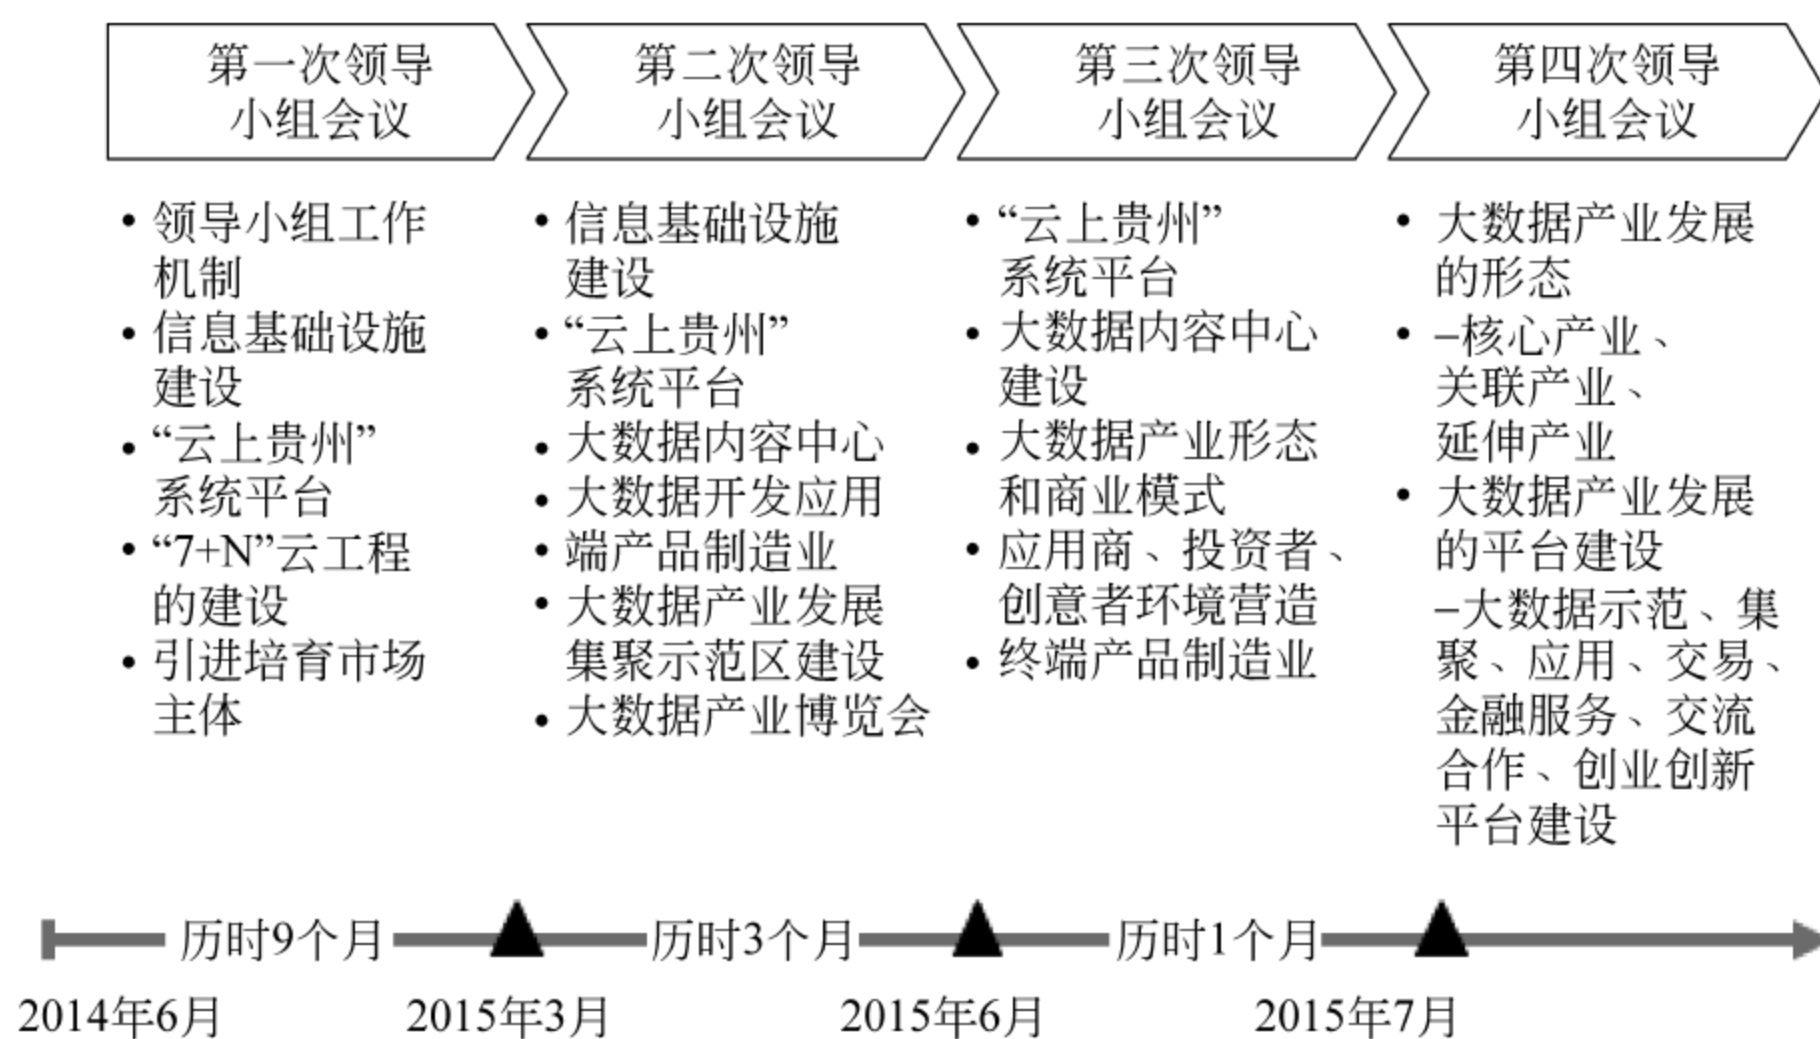 第一次领导
小组会议
第二次领导
小组会议
第三次领导
小组会议
第四次领导
小组会议
• 领导小组工作
机制
• 信息基础设施
建设
• “云上贵州”
系统平台
• “7+N”云工程
的建设
• 引进培育市场
主体
• 信息基础设施
建设
• “云上贵州”
系统平台
• 大数据内容中心
• 大数据开发应用
• 端产品制造业
• 大数据产业发展
集聚示范区建设
• 大数据产业博览会
• “云上贵州”
系统平台
• 大数据内容中心
建设
• 大数据产业形态
和商业模式
• 应用商、投资者、
创意者环境营造
• 终端产品制造业
• 大数据产业发展
的形态
• –核心产业、
关联产业、
延伸产业
• 大数据产业发展
的平台建设
–大数据示范、集
聚、应用、交易、
金融服务、交流
合作、创业创新
平台建设
历时9个月
历时3个月
历时1个月
2014年6月
2015年3月
2015年6月
2015年7月